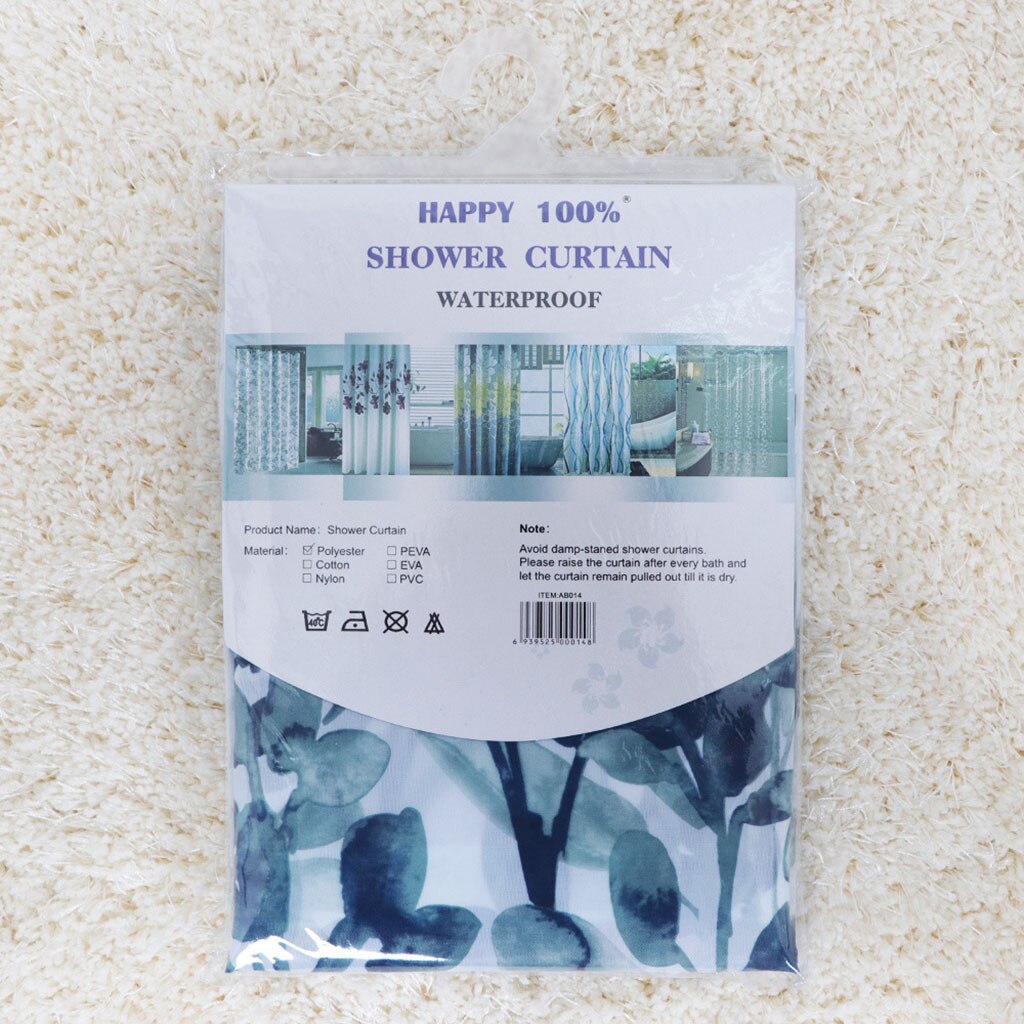 HAPPY 100%®
SHOWER CURTAIN
WATERPROOF
Product Name: Shower Curtain
Material: ☑ Polyester ☐ PEVA
☐ Cotton ☐ EVA
☐ Nylon ☐ PVC
40°C
Note:
Avoid damp-staned shower curtains.
Please raise the curtain after every bath and
let the curtain remain pulled out till it is dry.
ITEM:AB014
6 939525 000148